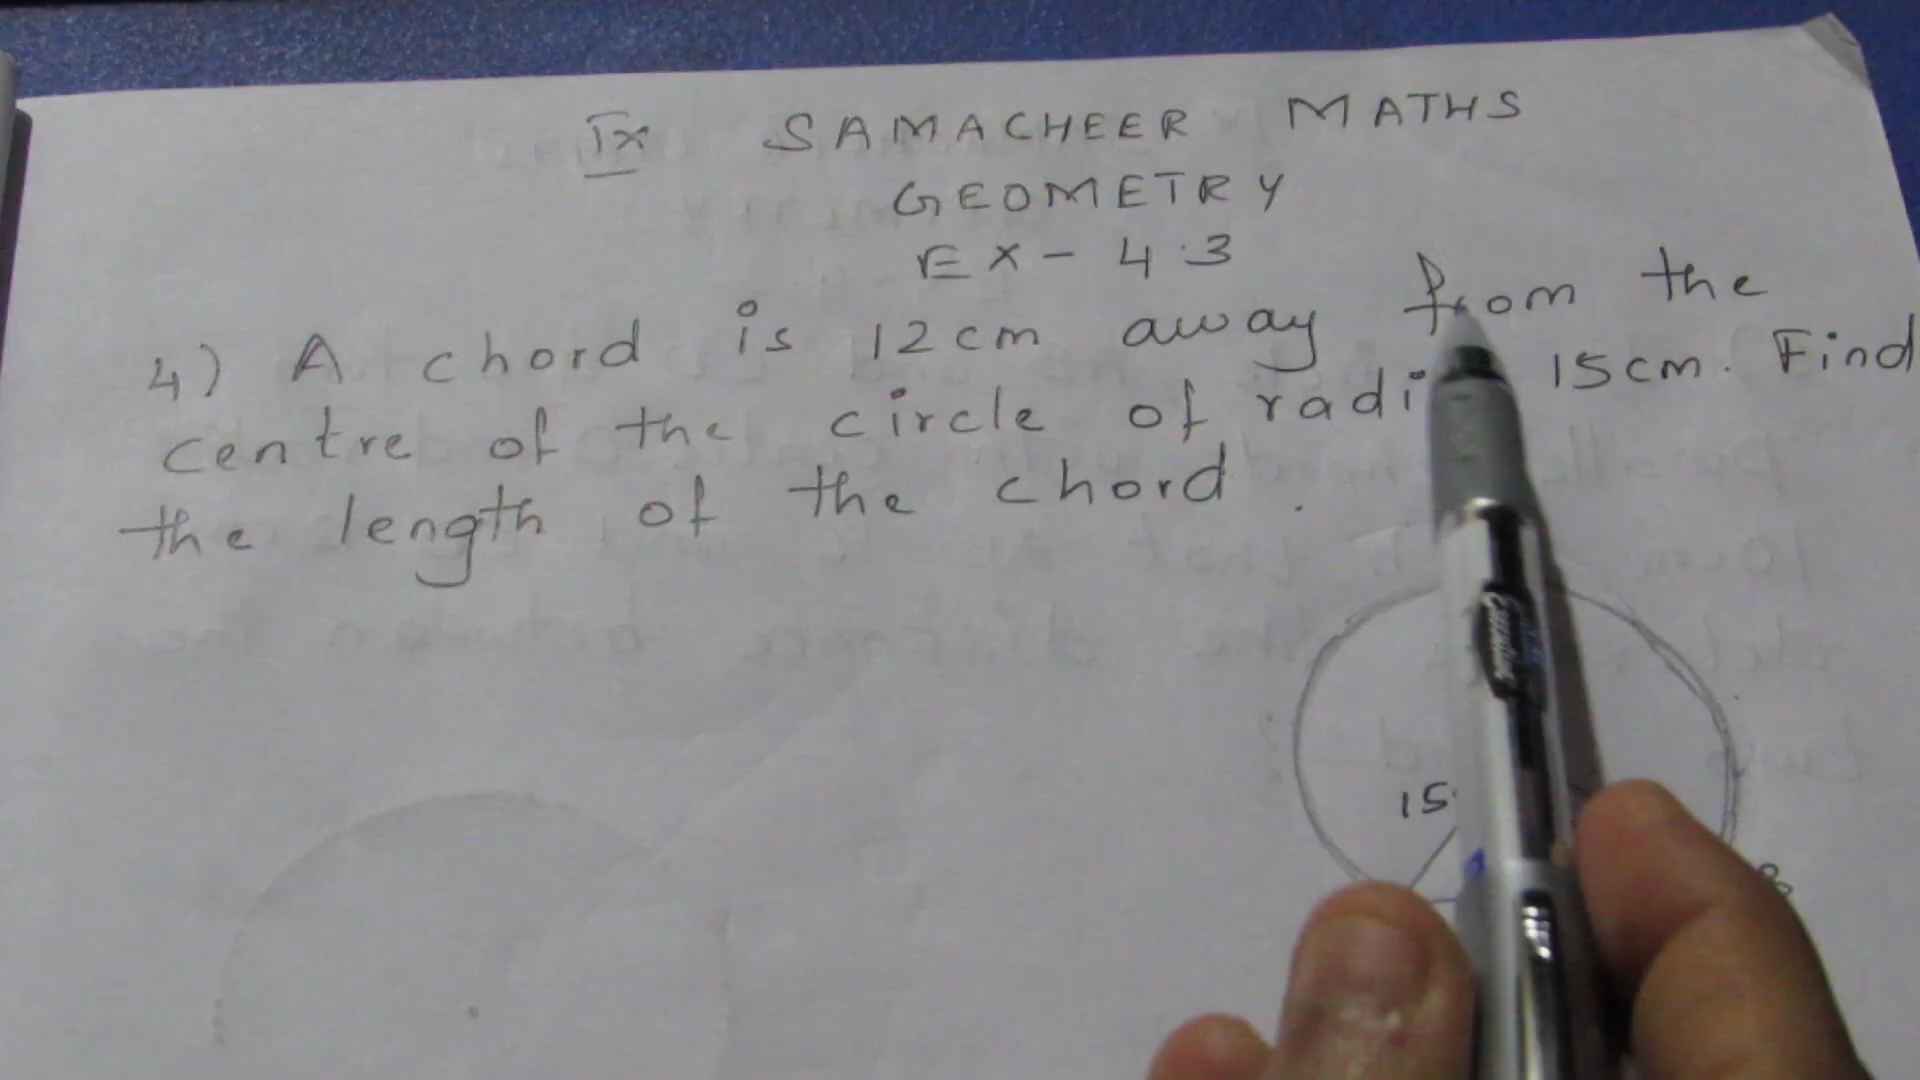 IX SAMACHEER MATHS
GEOMETRY
EX - 4.3
4) A chord is 12cm away from the
centre of the circle of radi 15cm. Find
the length of the chord.
15
B